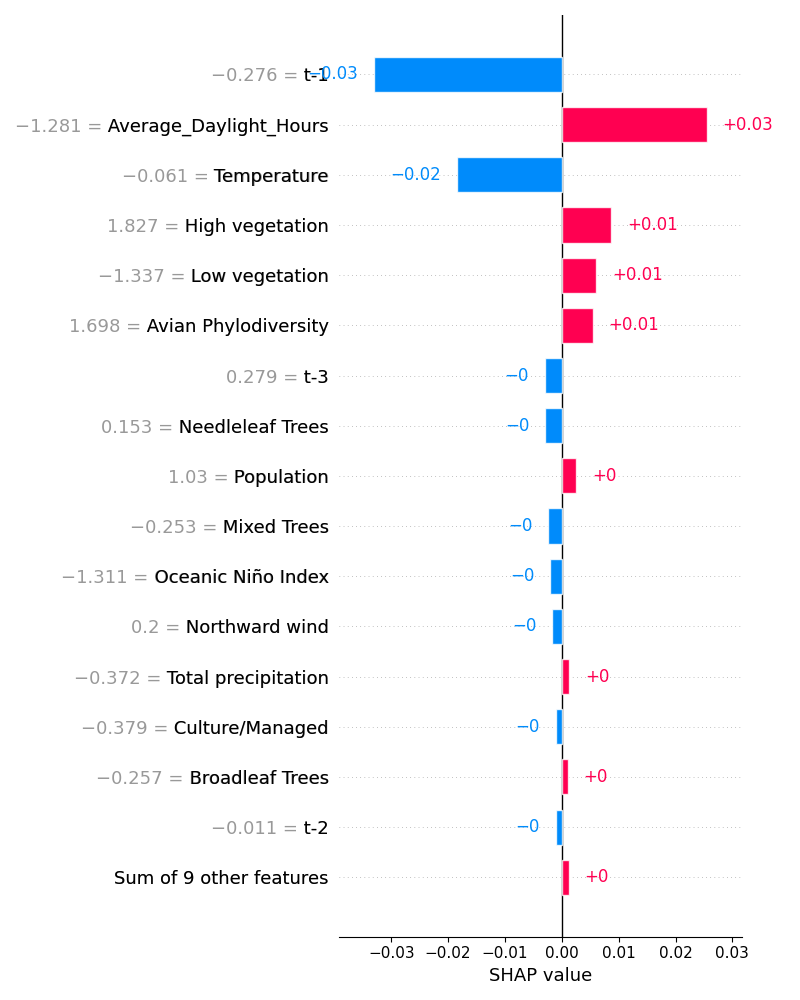 −0.276 = t-1 −0.03
−1.281 = Average_Daylight_Hours +0.03
−0.061 = Temperature −0.02
1.827 = High vegetation +0.01
−1.337 = Low vegetation +0.01
1.698 = Avian Phylodiversity +0.01
0.279 = t-3 −0
0.153 = Needleleaf Trees −0
1.03 = Population +0
−0.253 = Mixed Trees −0
−1.311 = Oceanic Niño Index −0
0.2 = Northward wind −0
−0.372 = Total precipitation +0
−0.379 = Culture/Managed −0
−0.257 = Broadleaf Trees +0
−0.011 = t-2 −0
Sum of 9 other features +0
−0.03 −0.02 −0.01 0.00 0.01 0.02 0.03
SHAP value